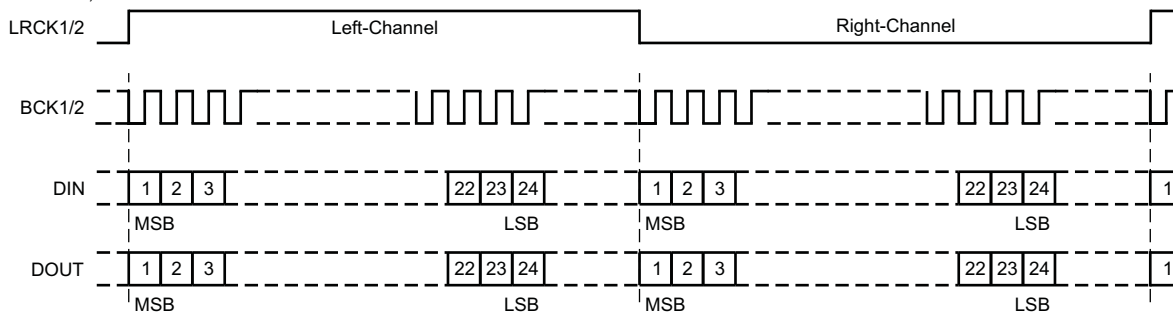 LRCK1/2 Left-Channel Right-Channel
BCK1/2
DIN 1 2 3 22 23 24 1 2 3 22 23 24 1
MSB LSB MSB LSB
DOUT 1 2 3 22 23 24 1 2 3 22 23 24 1
MSB LSB MSB LSB